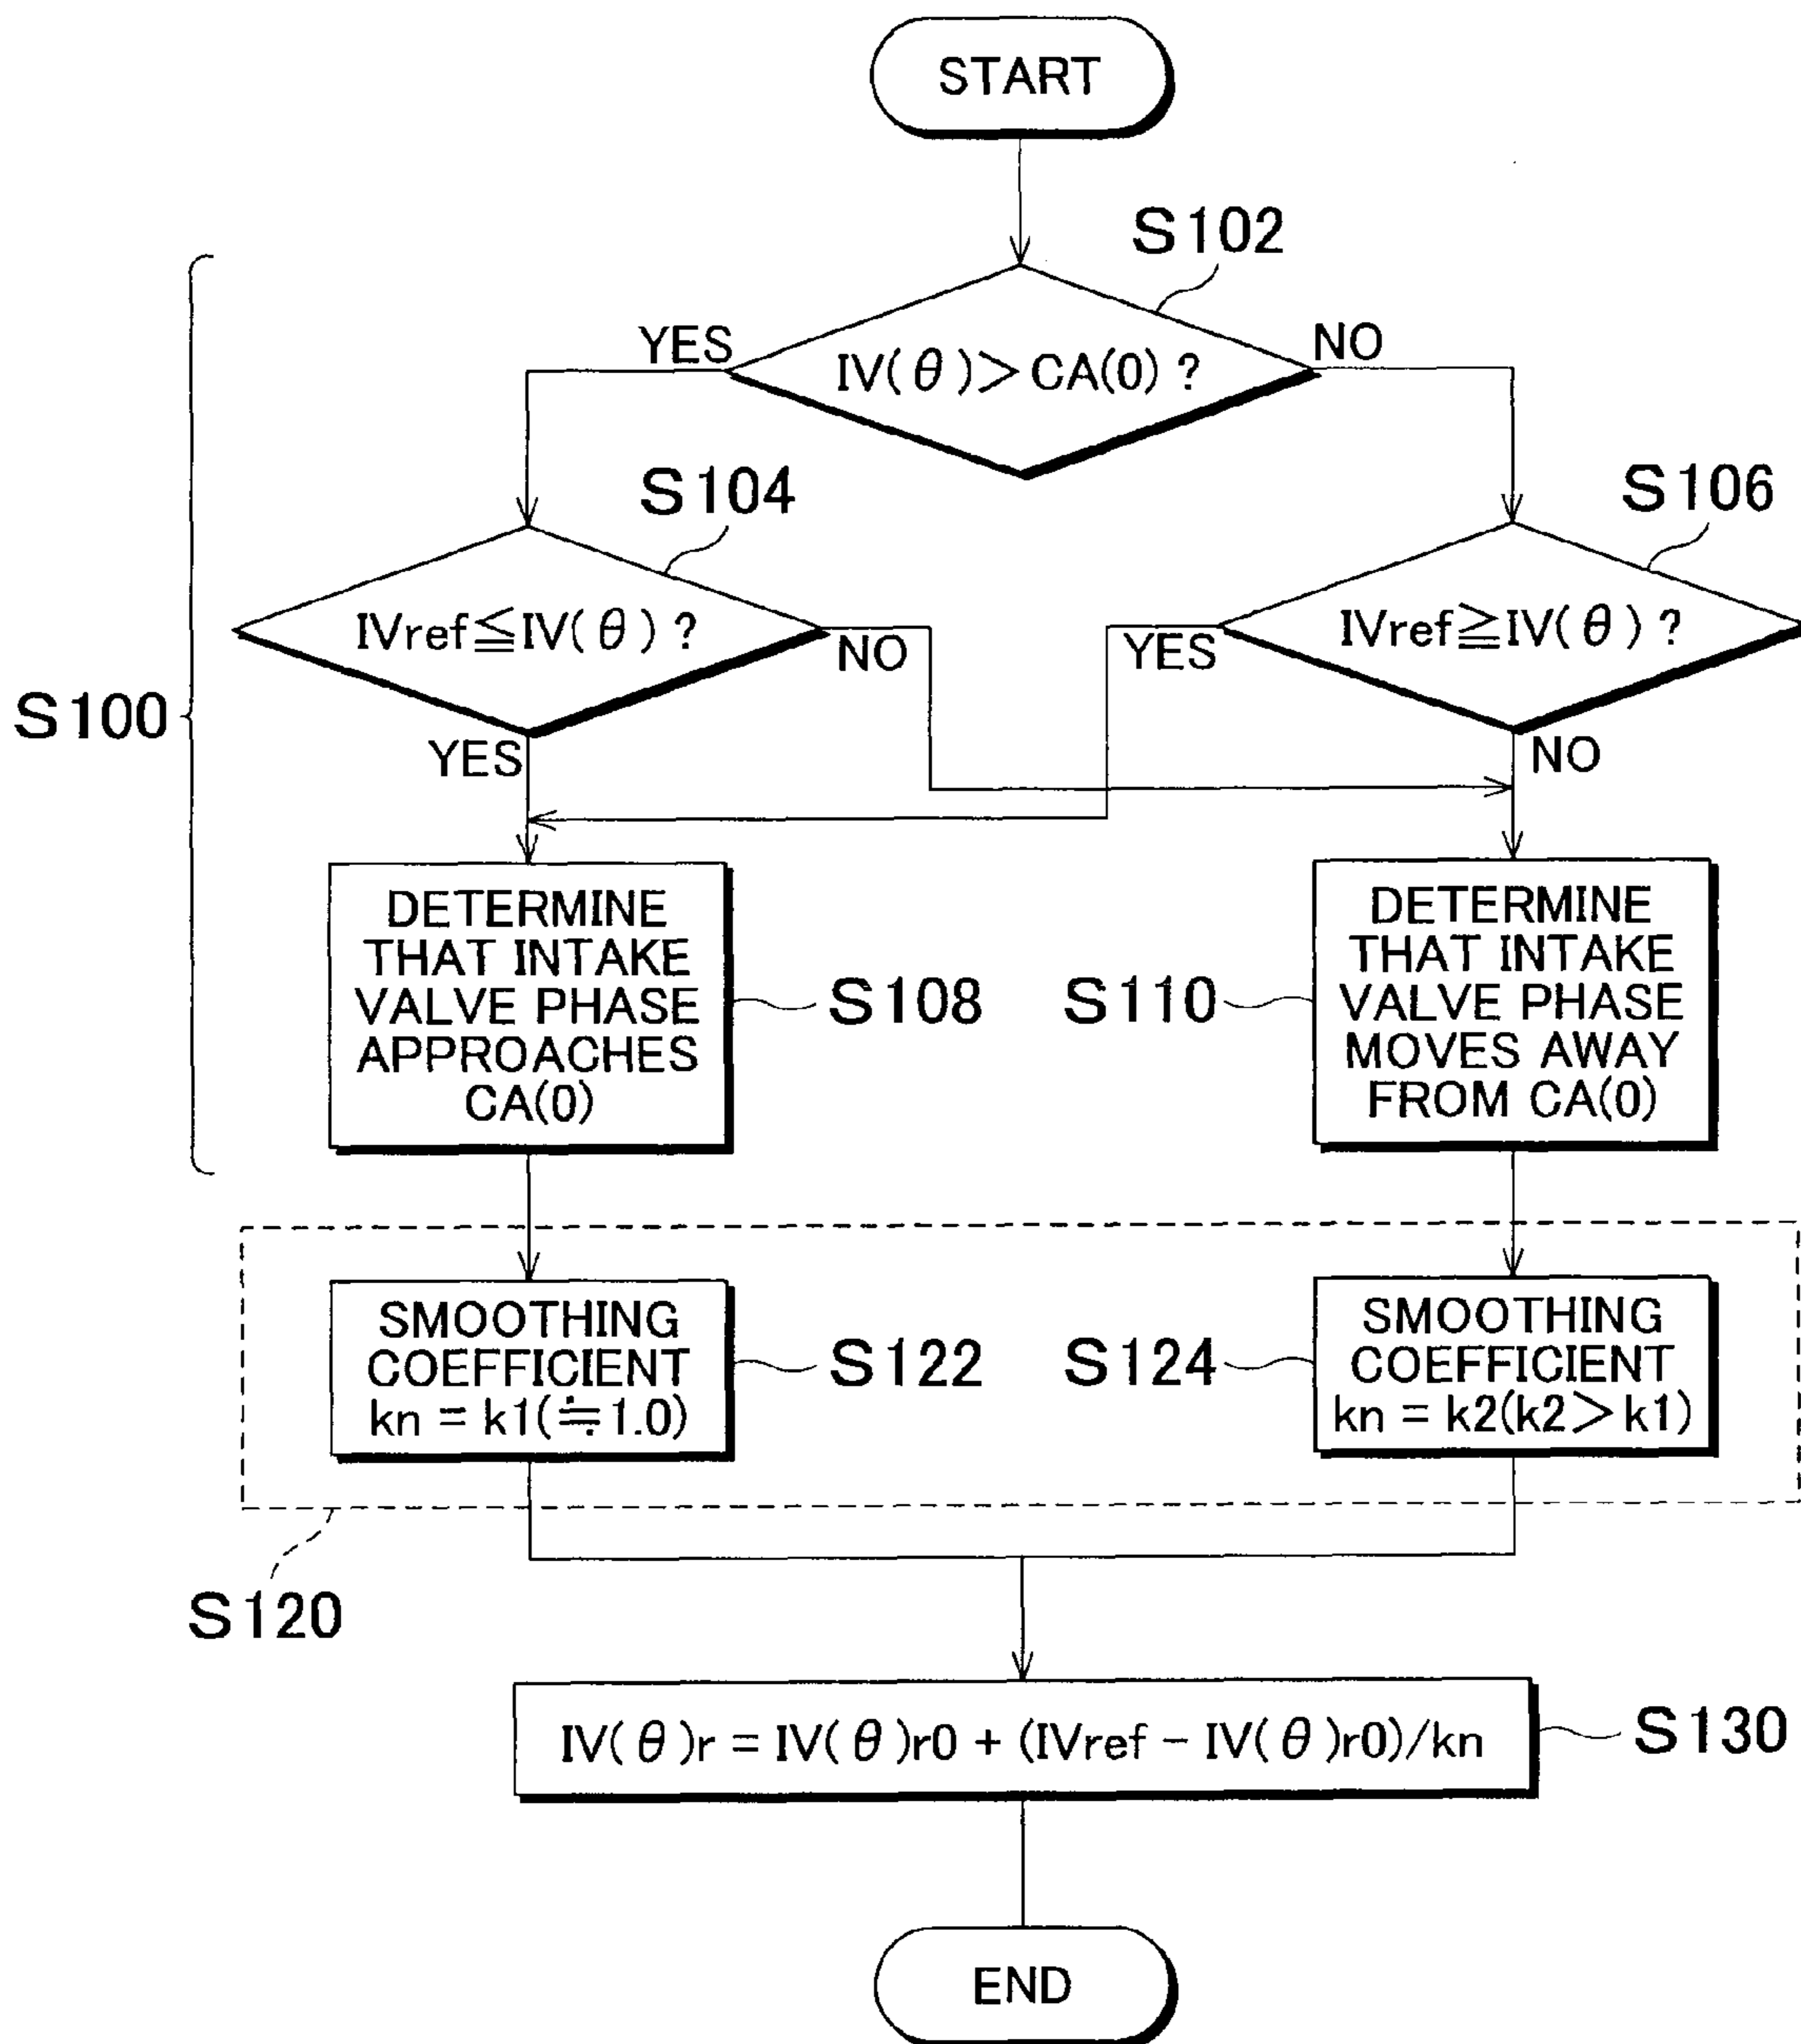 START
S102
YES
IV(θ)>CA(0)?
NO
S104
S106
IVref≦IV(θ)?
NO
YES
IVref≧IV(θ)?
S100
YES
NO
DETERMINE
THAT INTAKE
VALVE PHASE
APPROACHES
CA(0)
S108
S110
DETERMINE
THAT INTAKE
VALVE PHASE
MOVES AWAY
FROM CA(0)
SMOOTHING
COEFFICIENT
kn = k1(≒1.0)
S122
S124
SMOOTHING
COEFFICIENT
kn = k2(k2>k1)
S120
IV(θ)r = IV(θ)r0 + (IVref - IV(θ)r0)/kn
S130
END